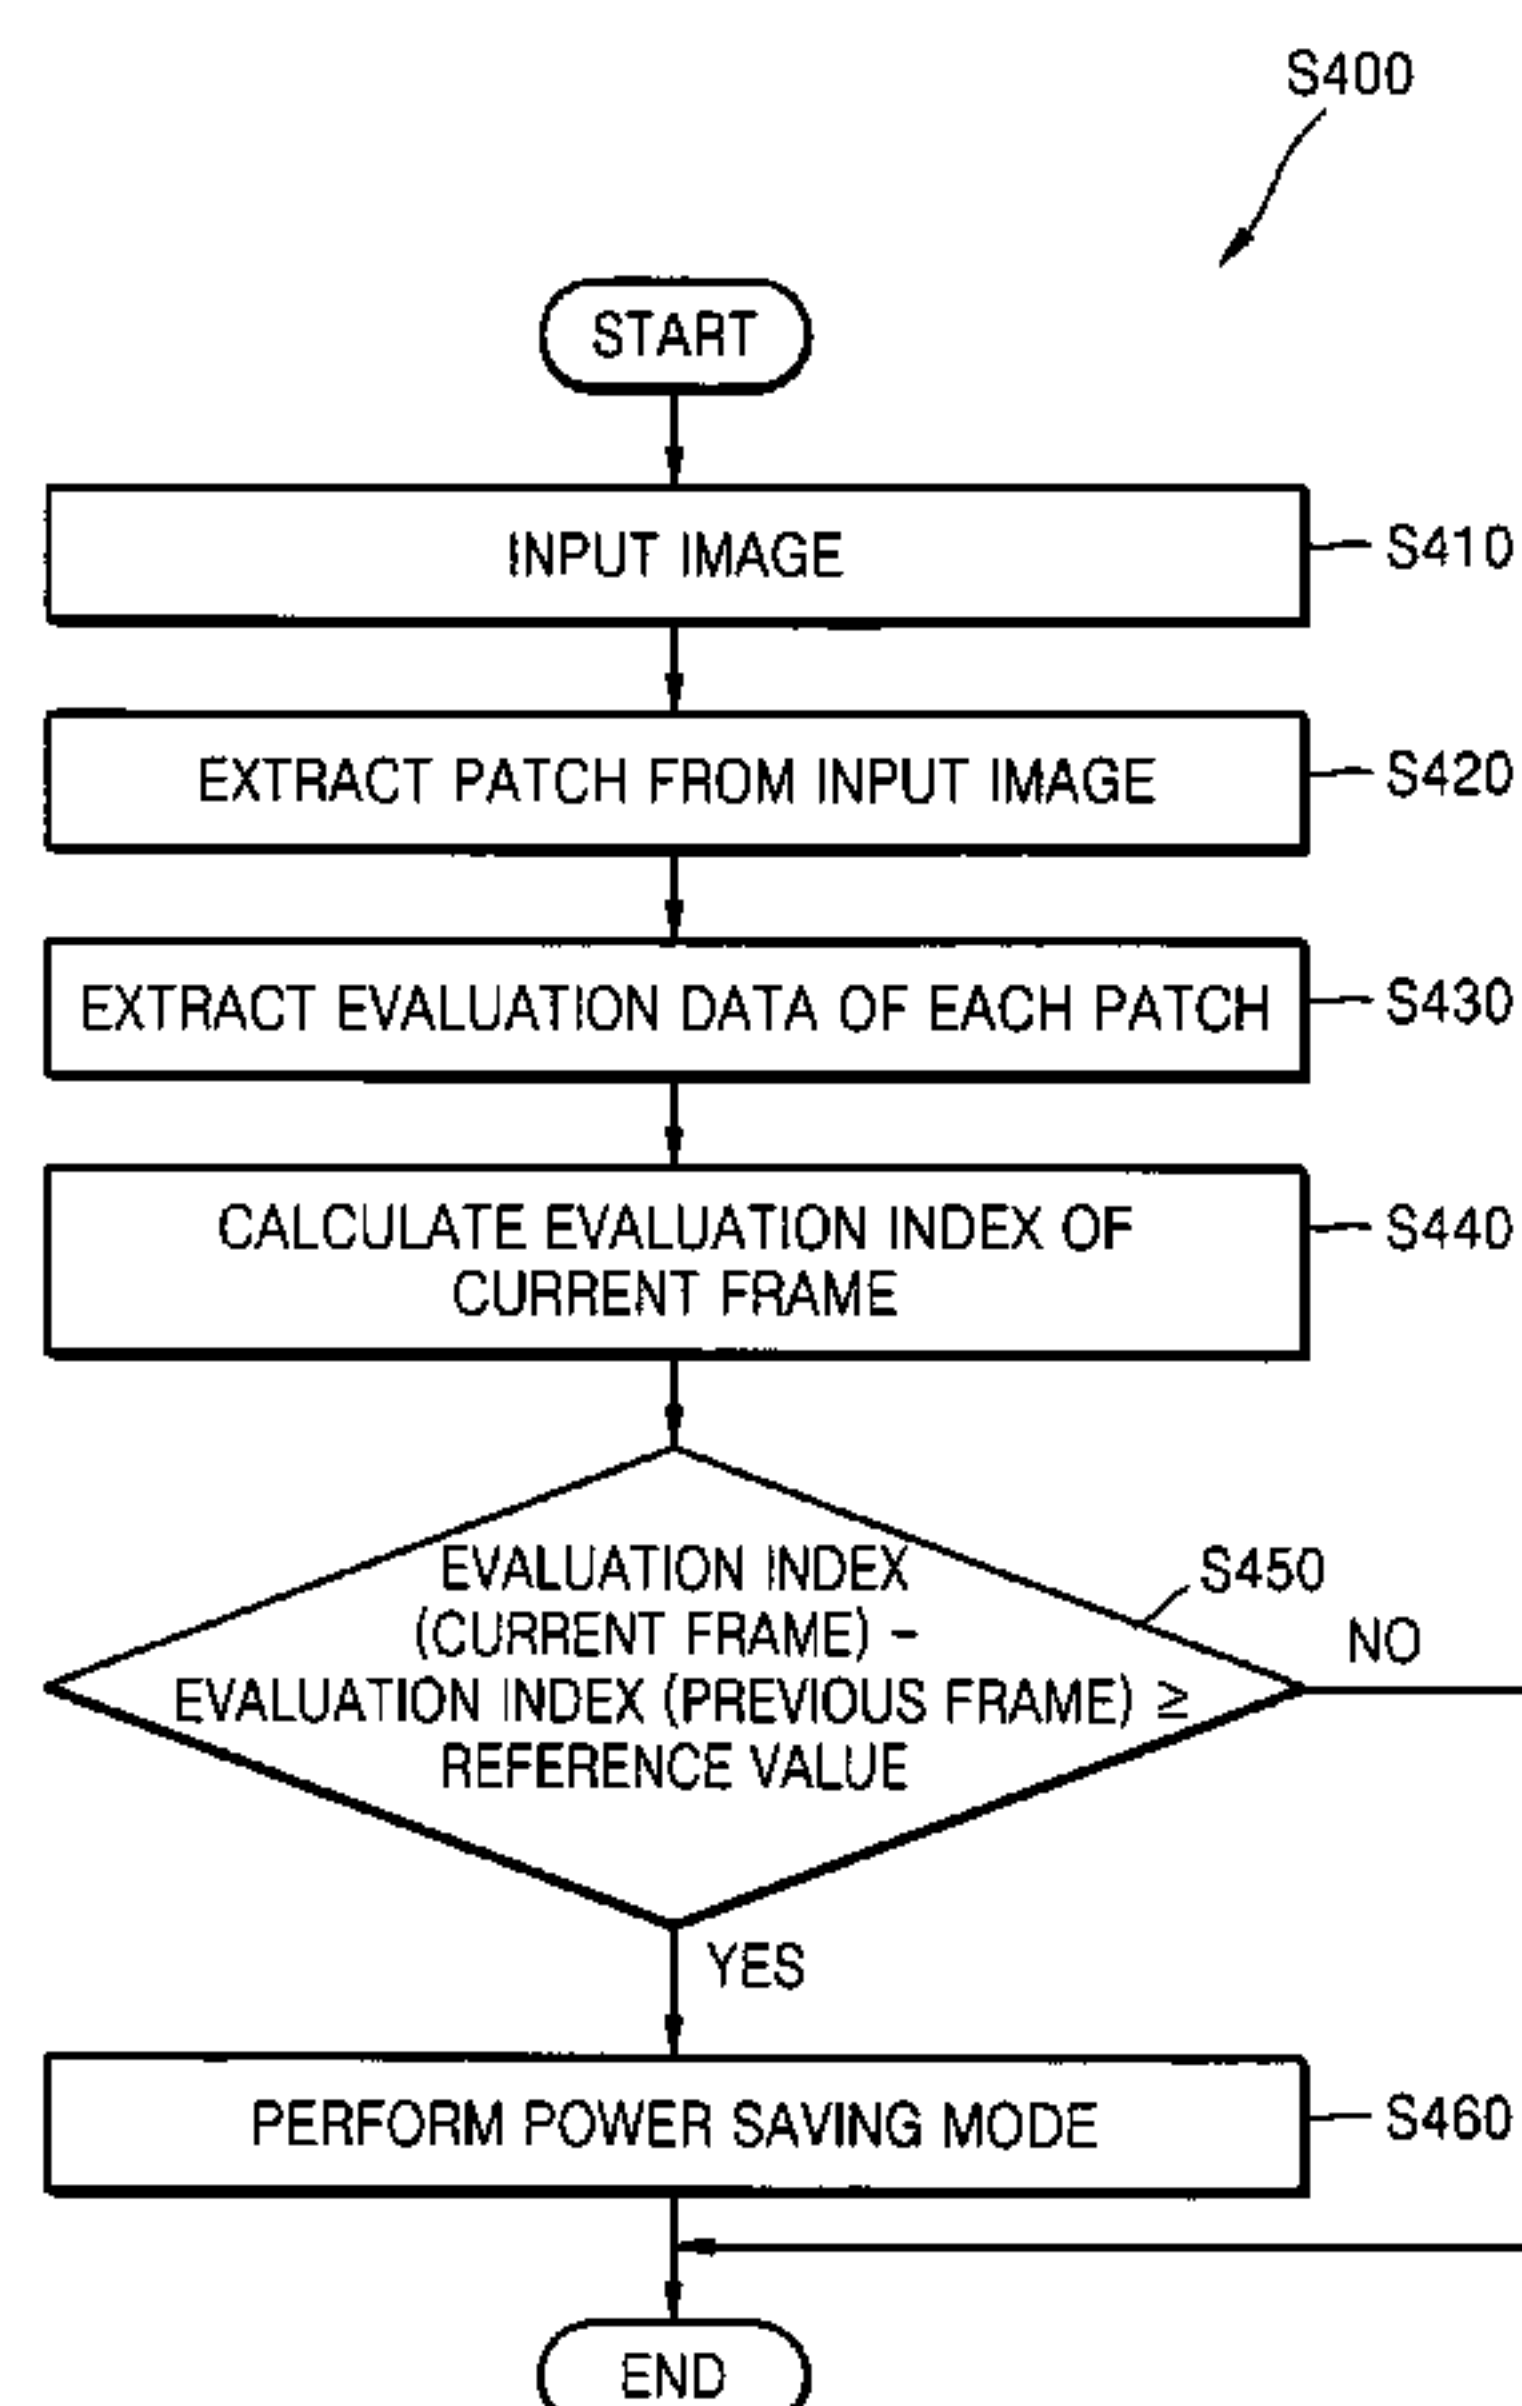 S400
START
INPUT IMAGE
S410
EXTRACT PATCH FROM INPUT IMAGE
S420
EXTRACT EVALUATION DATA OF EACH PATCH
S430
CALCULATE EVALUATION INDEX OF
CURRENT FRAME
S440
EVALUATION INDEX
(CURRENT FRAME) -
EVALUATION INDEX (PREVIOUS FRAME) ≥
REFERENCE VALUE
S450
NO
YES
PERFORM POWER SAVING MODE
S460
END